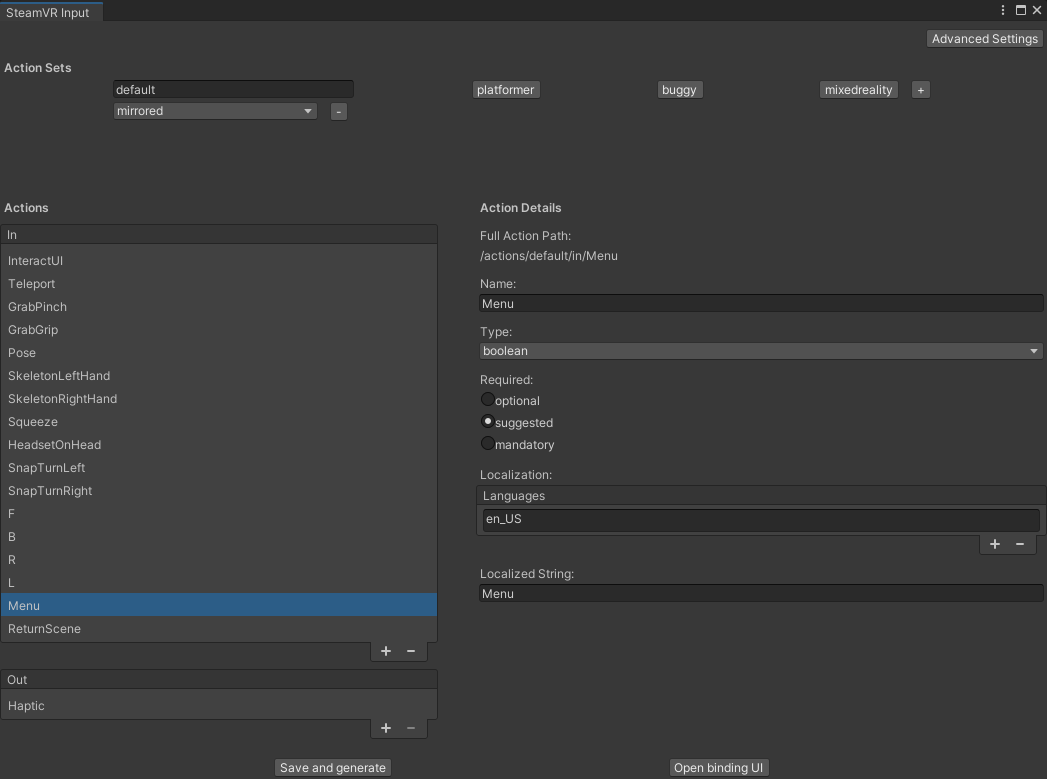 SteamVR Input
Advanced Settings
Action Sets
default platformer buggy mixedreality +
mirrored -
Actions
In
InteractUI
Teleport
GrabPinch
GrabGrip
Pose
SkeletonLeftHand
SkeletonRightHand
Squeeze
HeadsetOnHead
SnapTurnLeft
SnapTurnRight
F
B
R
L
Menu
ReturnScene
+ −
Out
Haptic
+ −
Action Details
Full Action Path:
/actions/default/in/Menu
Name:
Menu
Type:
boolean
Required:
optional
suggested
mandatory
Localization:
Languages
en_US
+ −
Localized String:
Menu
Save and generate Open binding UI